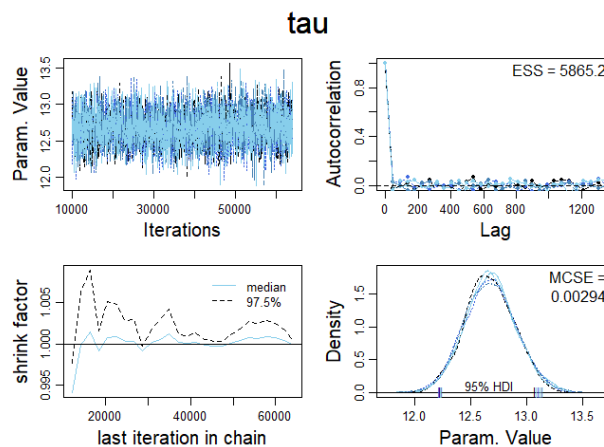 tau
Param. Value
12.0 12.5 13.0 13.5
10000 30000 50000
Iterations
Autocorrelation
0.0 0.4 0.8
ESS = 5865.2
0 200 400 600 800 1200
Lag
shrink factor
0.995 1.000 1.005
median
97.5%
20000 30000 40000 50000 60000
last iteration in chain
Density
0.0 0.5 1.0 1.5
MCSE =
0.00294
95% HDI
12.0 12.5 13.0 13.5
Param. Value